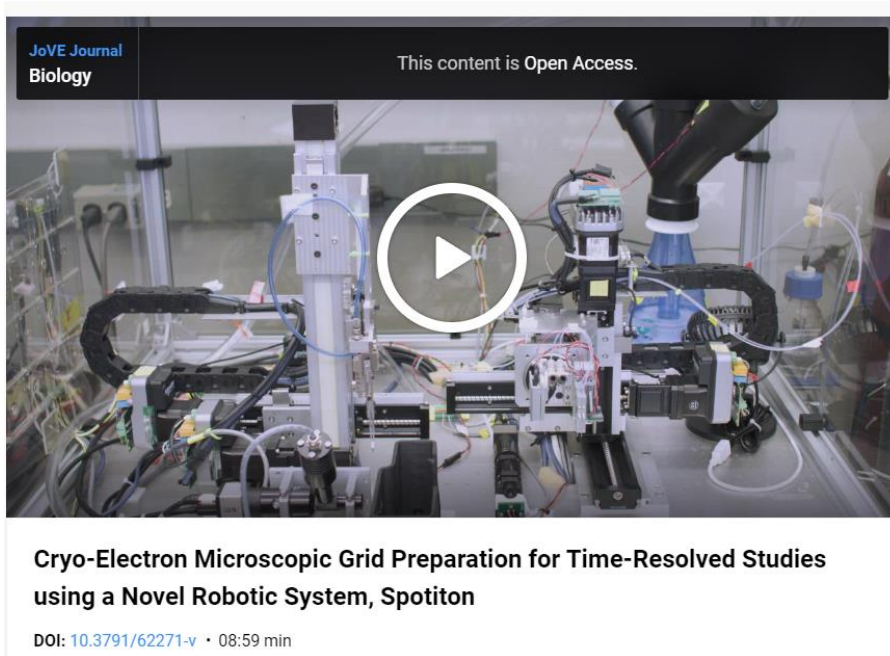 JoVE Journal
Biology
This content is Open Access.
Cryo-Electron Microscopic Grid Preparation for Time-Resolved Studies
using a Novel Robotic System, Spotiton
DOI: 10.3791/62271-v • 08:59 min